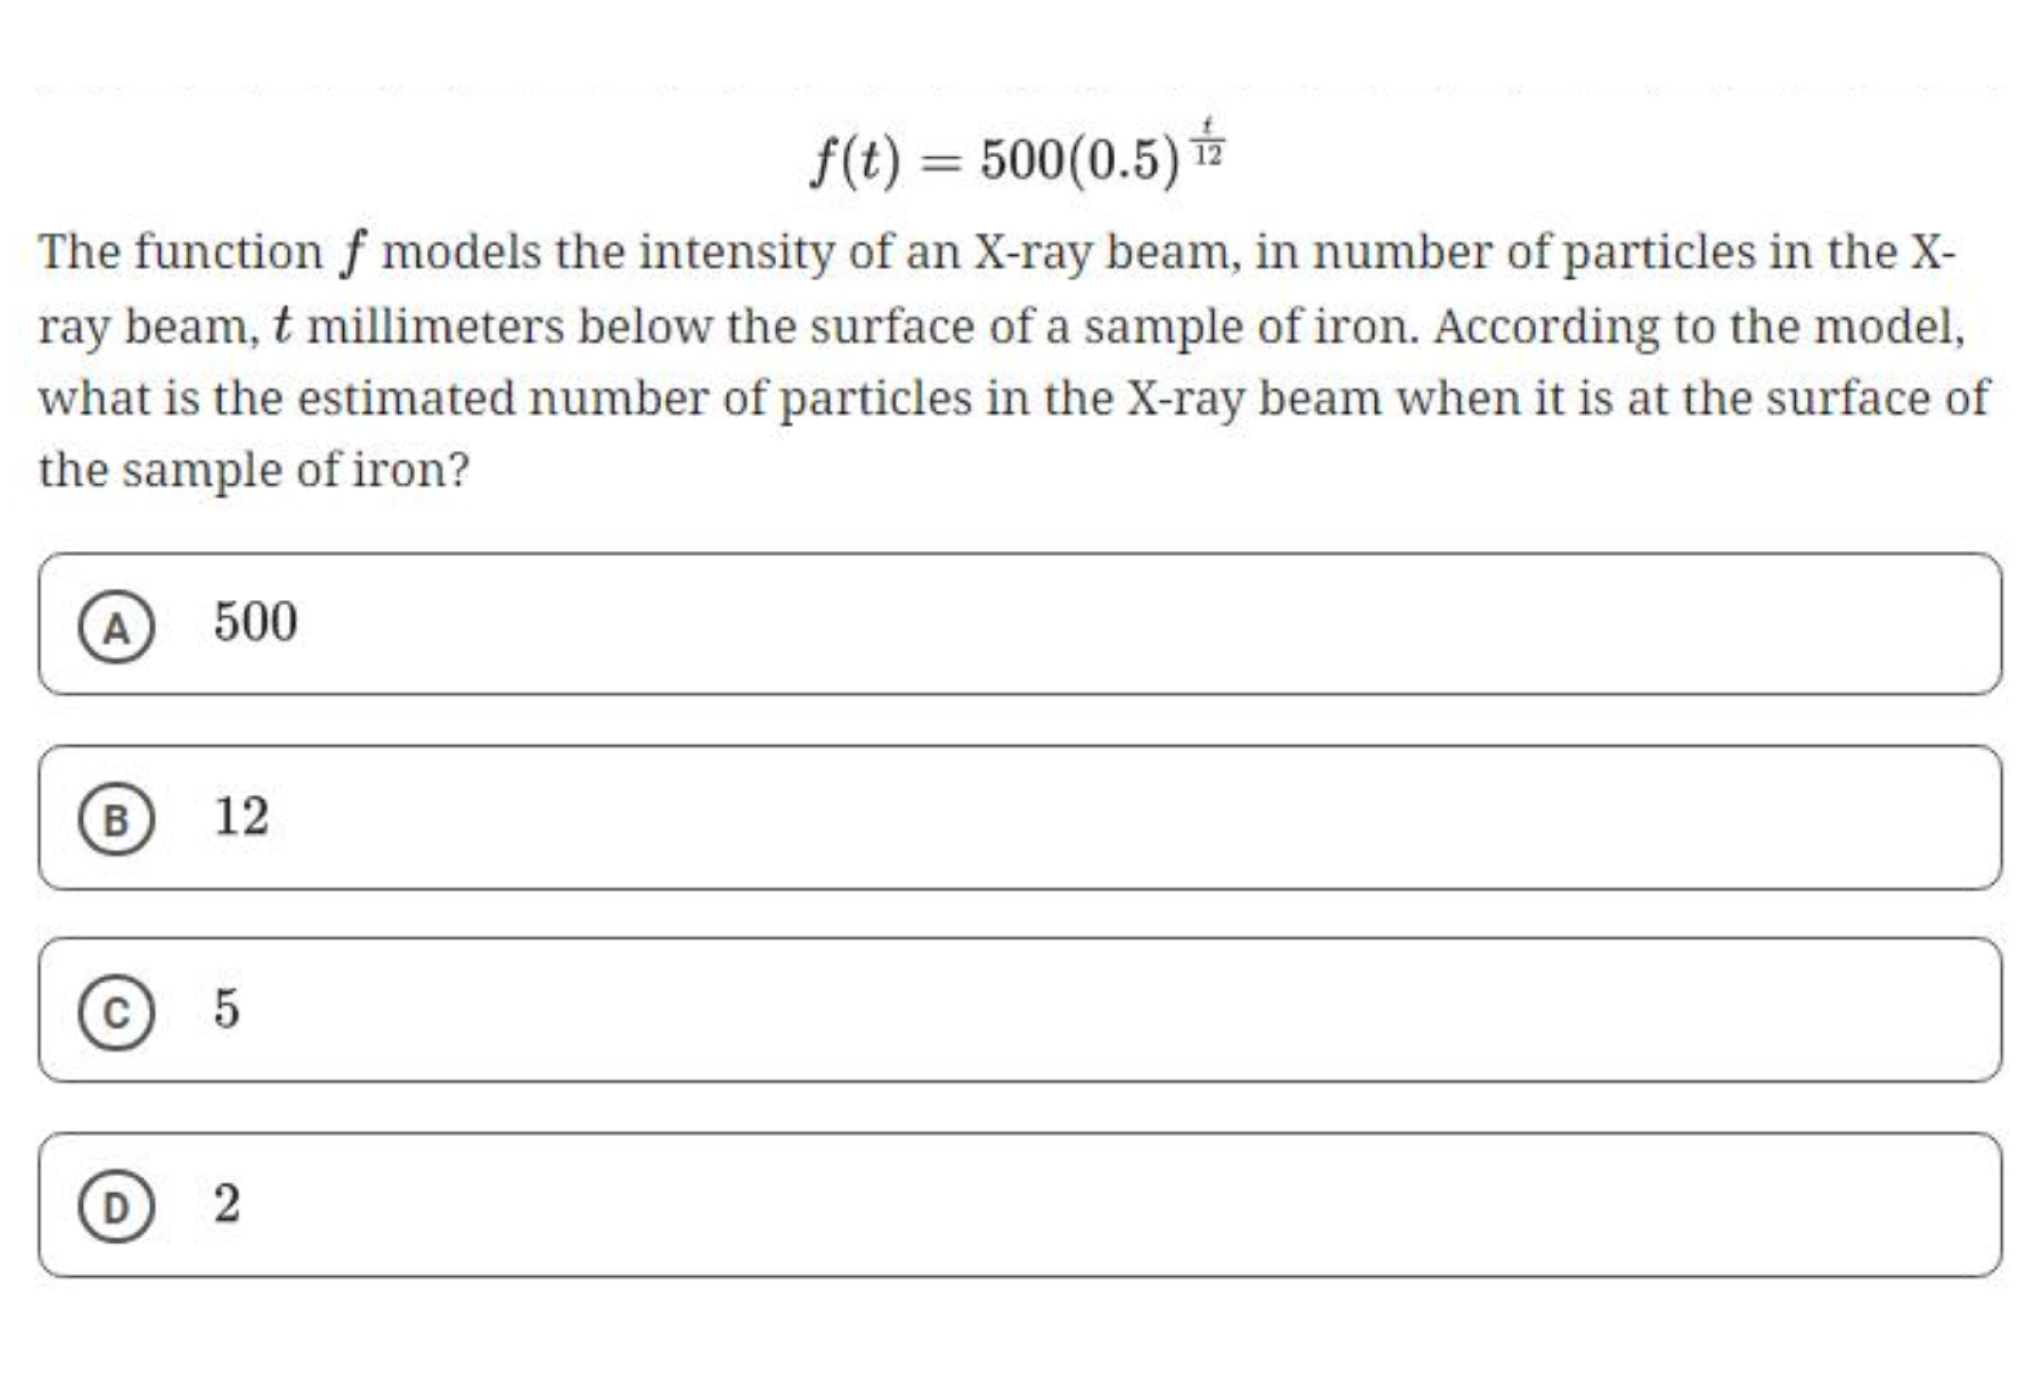 f(t) = 500(0.5)^{\frac{t}{12}}
The function f models the intensity of an X-ray beam, in number of particles in the X-
ray beam, t millimeters below the surface of a sample of iron. According to the model,
what is the estimated number of particles in the X-ray beam when it is at the surface of
the sample of iron?
A 500
B 12
C 5
D 2